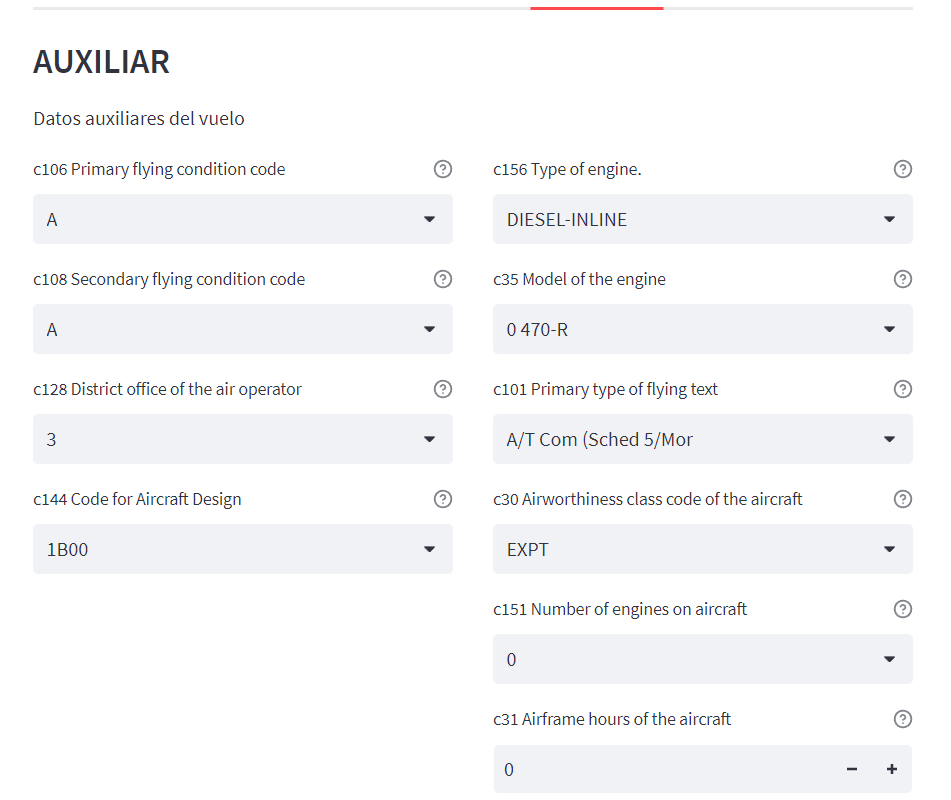 AUXILIAR
Datos auxiliares del vuelo
c106 Primary flying condition code
A
c108 Secondary flying condition code
A
c128 District office of the air operator
3
c144 Code for Aircraft Design
1B00
c156 Type of engine.
DIESEL-INLINE
c35 Model of the engine
0 470-R
c101 Primary type of flying text
A/T Com (Sched 5/Mor
c30 Airworthiness class code of the aircraft
EXPT
c151 Number of engines on aircraft
0
c31 Airframe hours of the aircraft
0